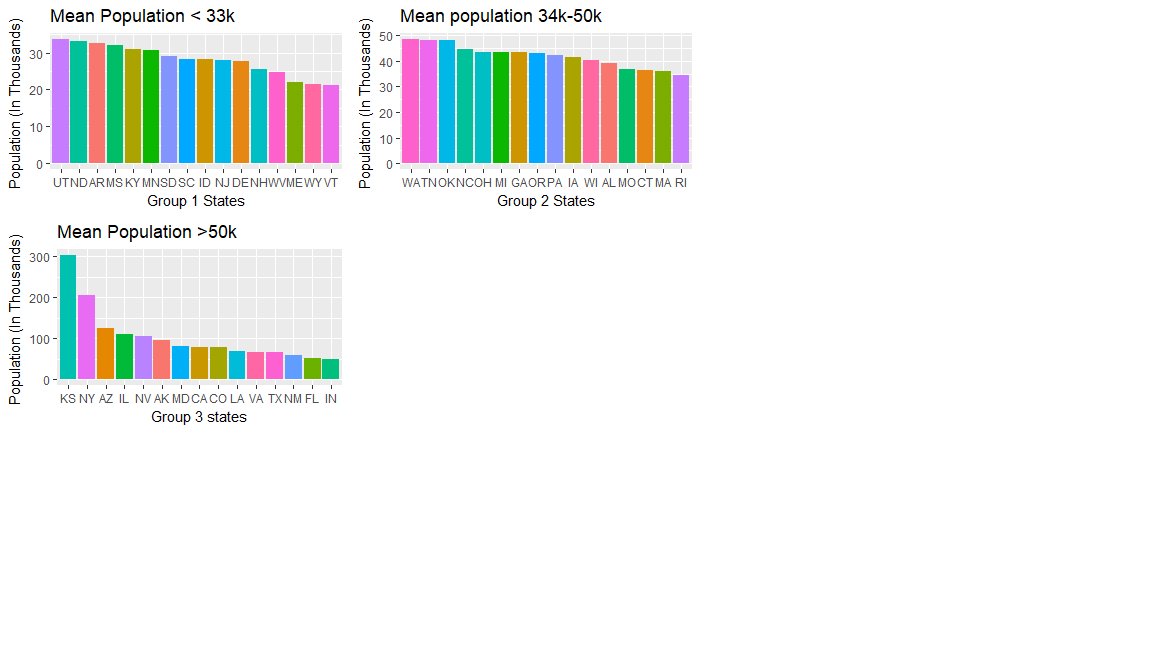 Mean Population < 33k
Population (In Thousands)
30
20
10
0
UT ND AR MS KY MN SD SC ID NJ DE NH WV ME WY VT
Group 1 States
Mean population 34k-50k
Population (In Thousands)
50
40
30
20
10
0
WA TN OK NC OH MI GA OR PA IA WI AL MO CT MA RI
Group 2 States
Mean Population >50k
Population (In Thousands)
300
200
100
0
KS NY AZ IL NV AK MD CA CO LA VA TX NM FL IN
Group 3 states